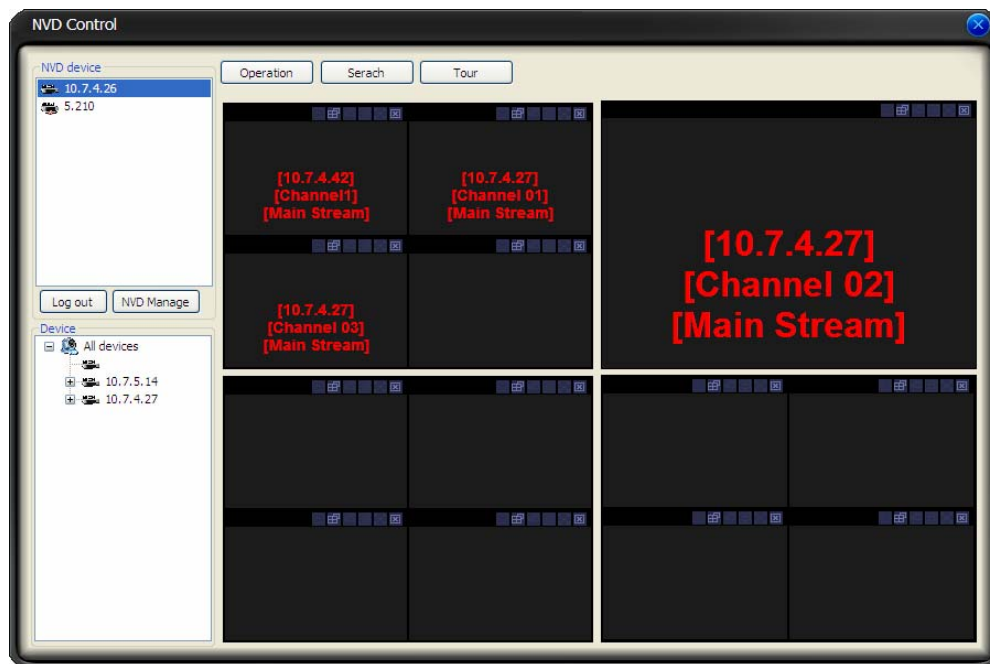 NVD Control
NVD device
10.7.4.26
5.210
Log out
NVD Manage
Device
All devices
10.7.5.14
10.7.4.27
Operation
Serach
Tour
[10.7.4.42]
[Channel1]
[Main Stream]
[10.7.4.27]
[Channel 01]
[Main Stream]
[10.7.4.27]
[Channel 03]
[Main Stream]
[10.7.4.27]
[Channel 02]
[Main Stream]